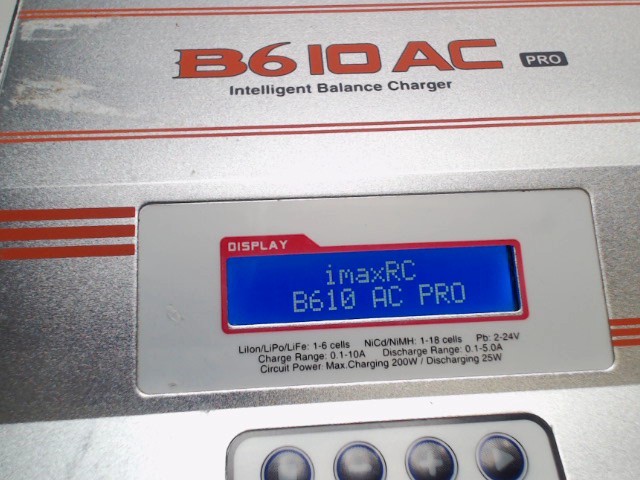 B610 AC PRO
Intelligent Balance Charger
DISPLAY
imaxRC
B610 AC PRO
LiIon/LiPo/LiFe: 1-6 cells NiCd/NiMH: 1-18 cells Pb: 2-24V
Charge Range: 0.1-10A Discharge Range: 0.1-5.0A
Circuit Power: Max.Charging 200W / Discharging 25W